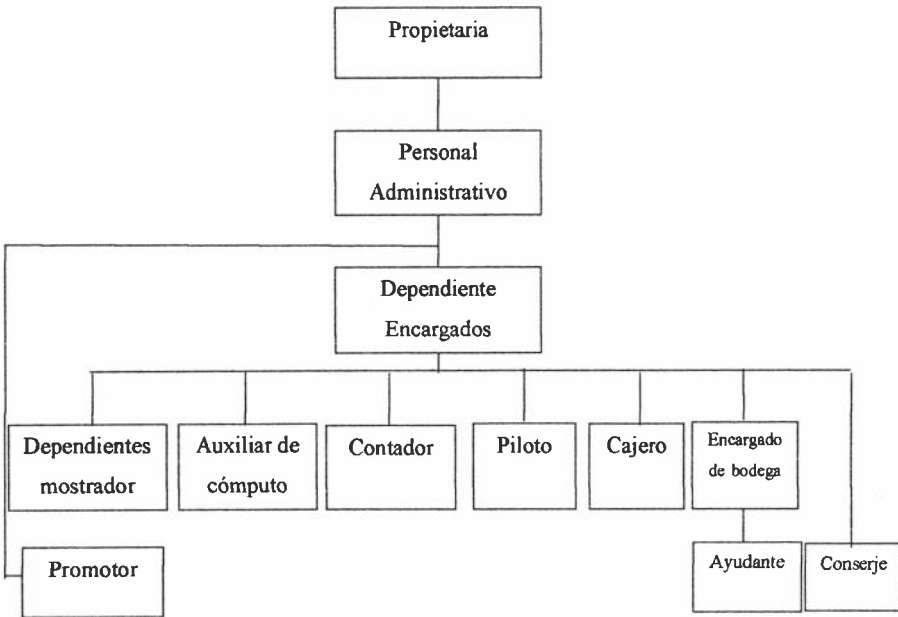 Propietaria
Personal
Administrativo
Dependiente
Encargados
Dependientes
mostrador
Auxiliar de
cómputo
Contador
Piloto
Cajero
Encargado
de bodega
Promotor
Ayudante
Conserje